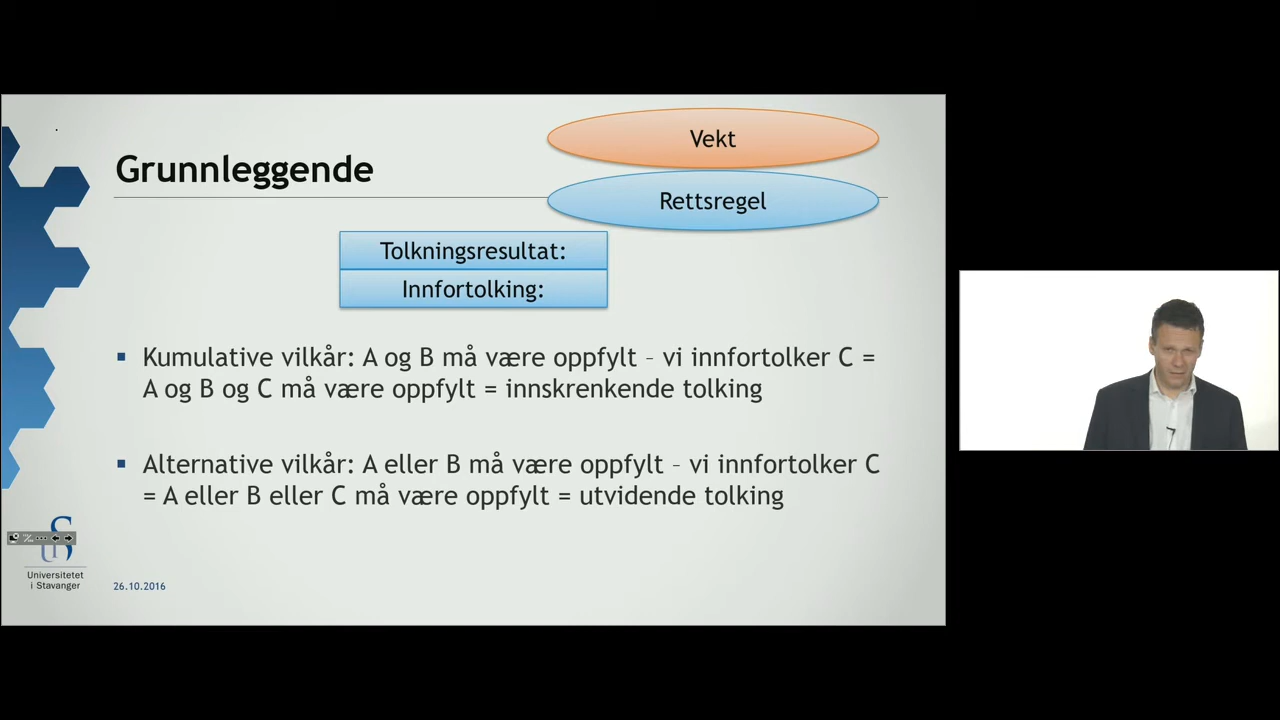 Vekt
Grunnleggende
Rettsregel
Tolkningsresultat:
Innfortolking:
Kumulative vilkår: A og B må være oppfylt – vi innfortolker C =
A og B og C må være oppfylt = innskrenkende tolking
Alternative vilkår: A eller B må være oppfylt – vi innfortolker C
= A eller B eller C må være oppfylt = utvidende tolking
Universitetet
i Stavanger
26.10.2016